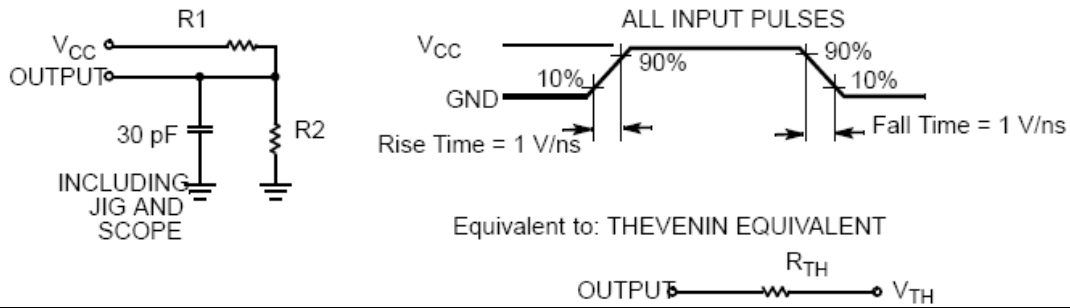 R1
VCC
OUTPUT
30 pF
R2
INCLUDING
JIG AND
SCOPE
ALL INPUT PULSES
VCC
GND
10%
90%
90%
10%
Rise Time = 1 V/ns
Fall Time = 1 V/ns
Equivalent to: THEVENIN EQUIVALENT
RTH
OUTPUT
VTH